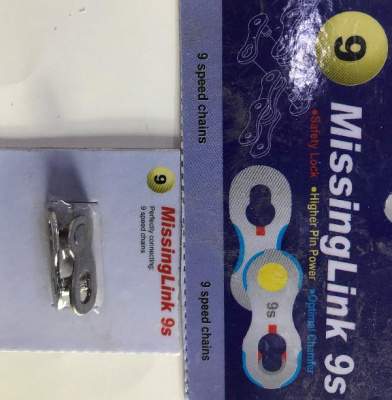 9
MissingLink 9s
•Safety Lock •Higher Pin Power •Optimal Chamfer
9s
9 speed chains
9 speed chains
9
MissingLink 9s
Perfectly connecting,
9 speed chains